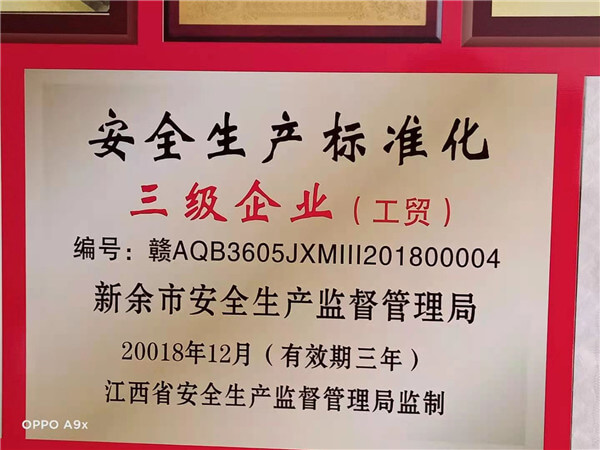 安全生产标准化
三级企业（工贸）
编号：赣AQB3605JXMIII201800004
新余市安全生产监督管理局
20018年12月（有效期三年）
江西省安全生产监督管理局监制
OPPO A9x